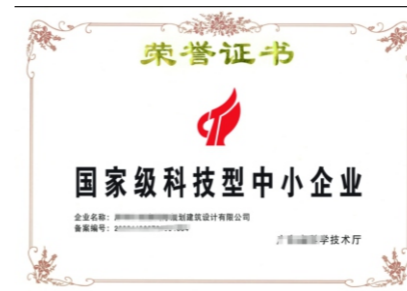 荣誉证书
国家级科技型中小企业
企业名称： 划建筑设计有限公司
备案编号：
学技术厅